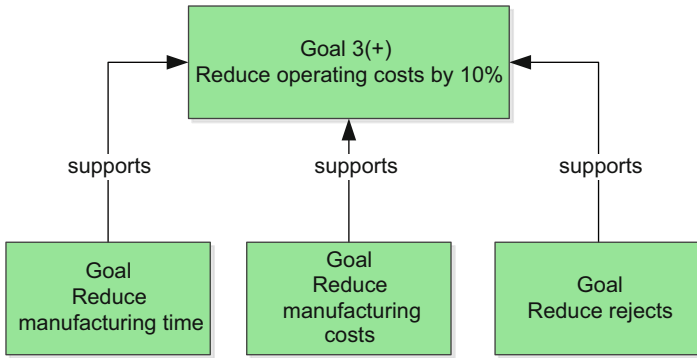 Goal 3(+)
Reduce operating costs by 10%
supports
supports
supports
Goal
Reduce
manufacturing time
Goal
Reduce
manufacturing
costs
Goal
Reduce rejects